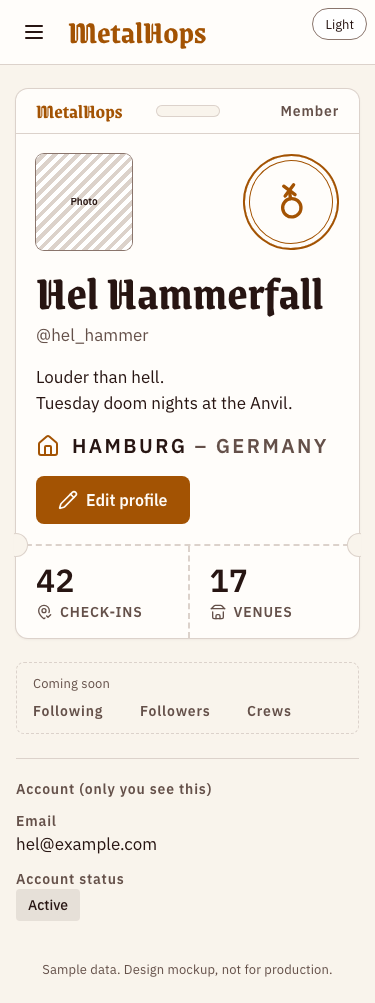 MetalHops
Light
MetalHops
Member
Photo
Hel Hammerfall
@hel_hammer
Louder than hell.
Tuesday doom nights at the Anvil.
HAMBURG – GERMANY
Edit profile
42
CHECK-INS
17
VENUES
Coming soon
Following Followers Crews
Account (only you see this)
Email
hel@example.com
Account status
Active
Sample data. Design mockup, not for production.